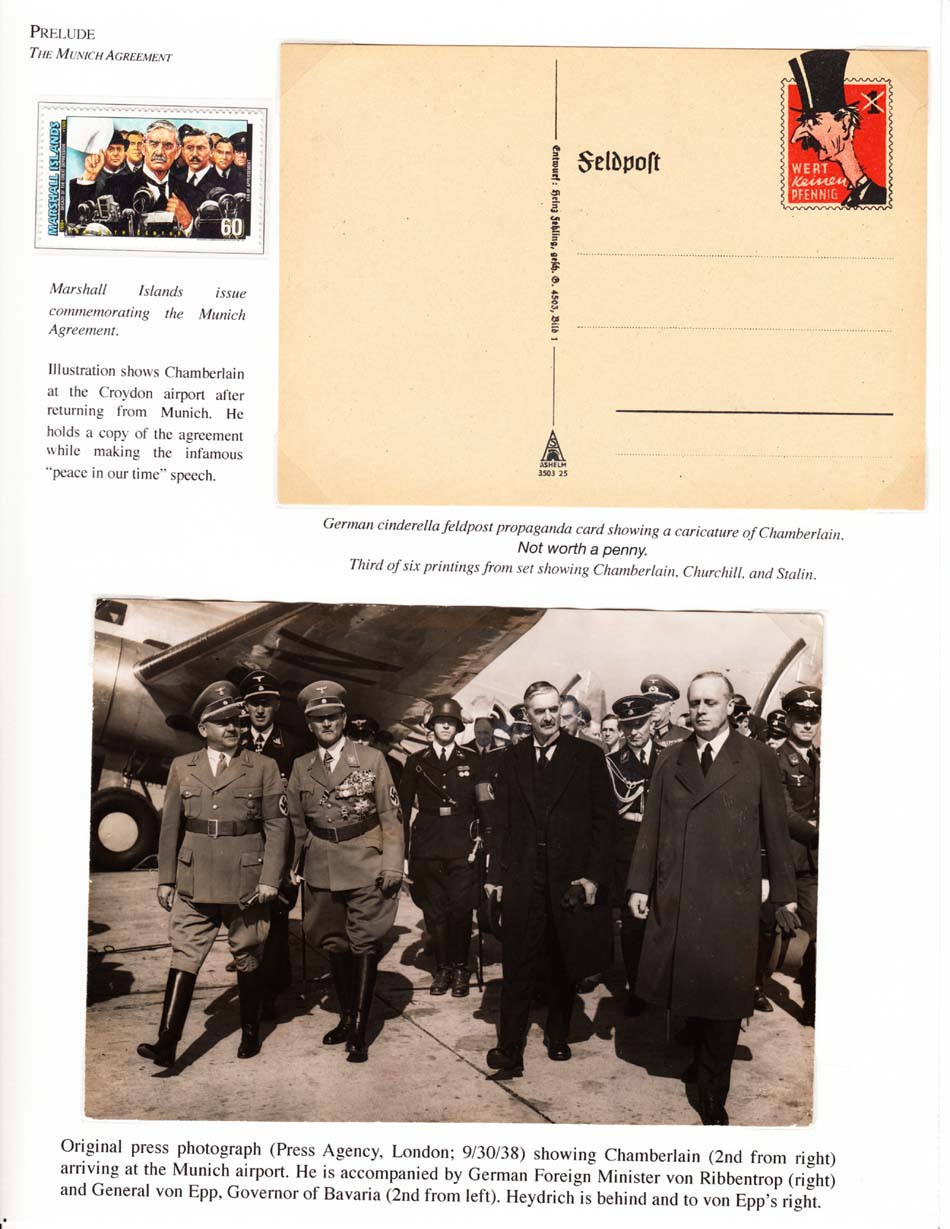 PRELUDE
THE MUNICH AGREEMENT
MARSHALL ISLANDS
60
Marshall Islands issue
commemorating the Munich
Agreement.
Illustration shows Chamberlain
at the Croydon airport after
returning from Munich. He
holds a copy of the agreement
while making the infamous
“peace in our time” speech.
Entwurf: Heinz Fehling, gesch. D. 4503, Bild 1
Feldpost
1
WERT
keinen
PFENNIG
ASHELM
3503 25
German cinderella feldpost propaganda card showing a caricature of Chamberlain.
Not worth a penny.
Third of six printings from set showing Chamberlain, Churchill, and Stalin.
Original press photograph (Press Agency, London; 9/30/38) showing Chamberlain (2nd from right)
arriving at the Munich airport. He is accompanied by German Foreign Minister von Ribbentrop (right)
and General von Epp, Governor of Bavaria (2nd from left). Heydrich is behind and to von Epp's right.